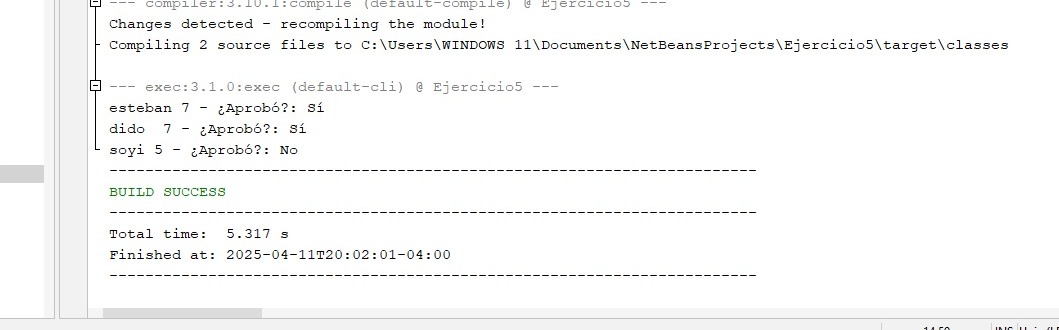 --- compiler:3.10.1:compile (default-compile) @ Ejercicio5 ---
Changes detected - recompiling the module!
Compiling 2 source files to C:\Users\WINDOWS 11\Documents\NetBeansProjects\Ejercicio5\target\classes
--- exec:3.1.0:exec (default-cli) @ Ejercicio5 ---
esteban 7 - ¿Aprobó?: Sí
dido  7 - ¿Aprobó?: Sí
soyi 5 - ¿Aprobó?: No
------------------------------------------------------------------------
BUILD SUCCESS
------------------------------------------------------------------------
Total time:  5.317 s
Finished at: 2025-04-11T20:02:01-04:00
------------------------------------------------------------------------